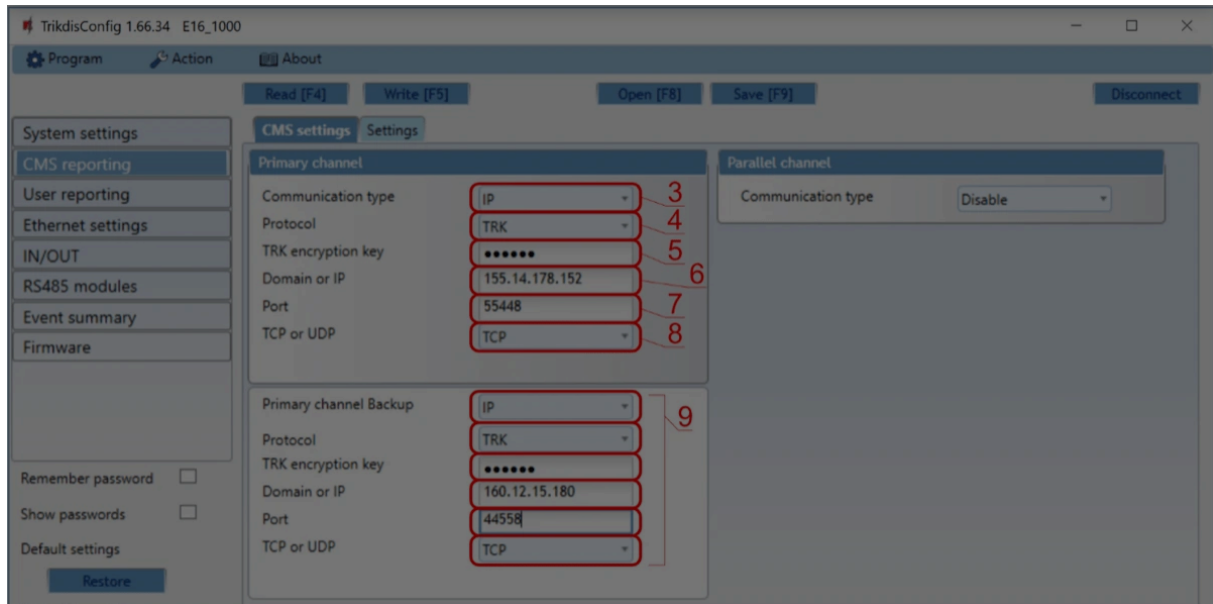 TrikdisConfig 1.66.34 E16_1000
Program Action About
Read [F4] Write [F5] Open [F8] Save [F9] Disconnect
System settings
CMS reporting
User reporting
Ethernet settings
IN/OUT
RS485 modules
Event summary
Firmware
Remember password
Show passwords
Default settings
Restore
CMS settings Settings
Primary channel
Communication type IP 3
Protocol TRK 4
TRK encryption key •••••• 5
Domain or IP 155.14.178.152 6
Port 55448 7
TCP or UDP TCP 8
Primary channel Backup IP 9
Protocol TRK
TRK encryption key ••••••
Domain or IP 160.12.15.180
Port 44558
TCP or UDP TCP
Parallel channel
Communication type Disable